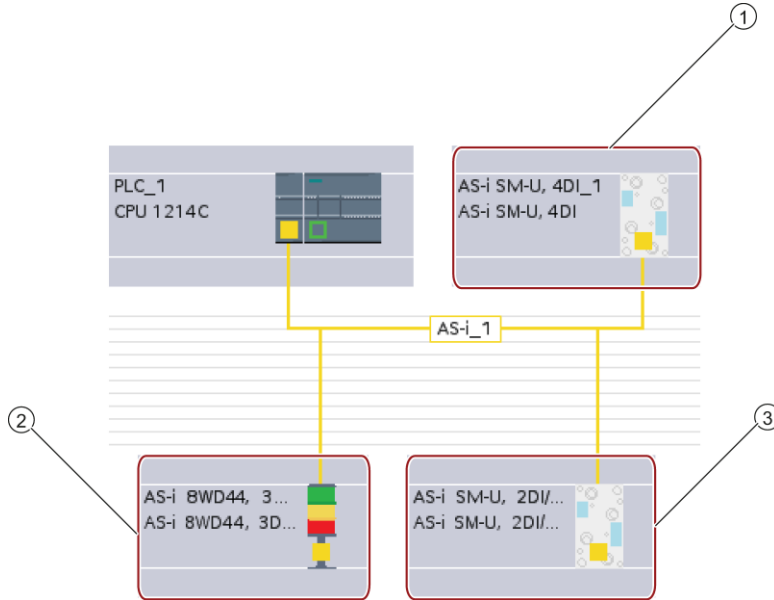 1
PLC_1
CPU 1214C
AS-i SM-U, 4DI_1
AS-i SM-U, 4DI
AS-i_1
2
3
AS-i 8WD44, 3...
AS-i 8WD44, 3D...
AS-i SM-U, 2DI/...
AS-i SM-U, 2DI/...